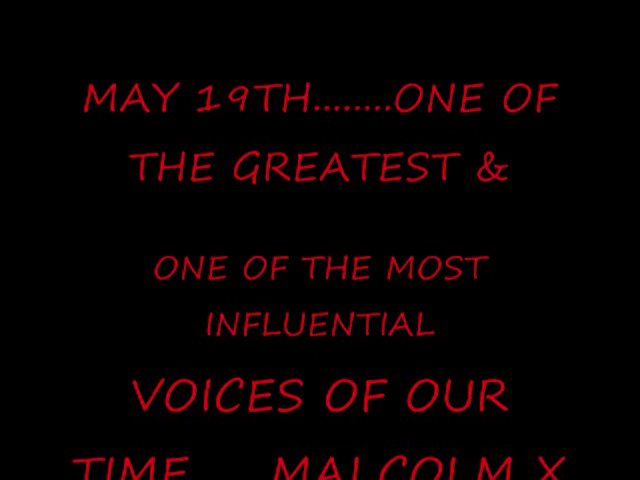 MAY 19TH........ONE OF
THE GREATEST &
ONE OF THE MOST
INFLUENTIAL
VOICES OF OUR
TIME MALCOLM X